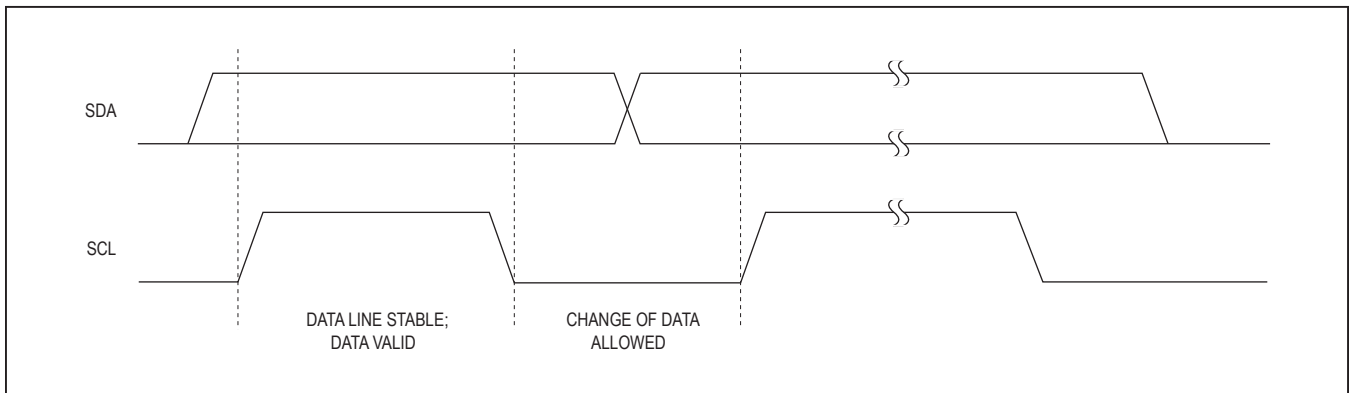 SDA
SCL
DATA LINE STABLE;
DATA VALID
CHANGE OF DATA
ALLOWED